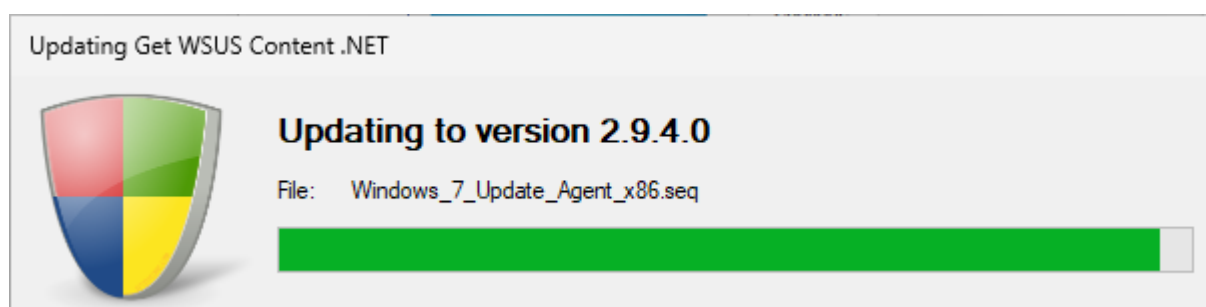 Updating Get WSUS Content .NET
Updating to version 2.9.4.0
File: Windows_7_Update_Agent_x86.seq